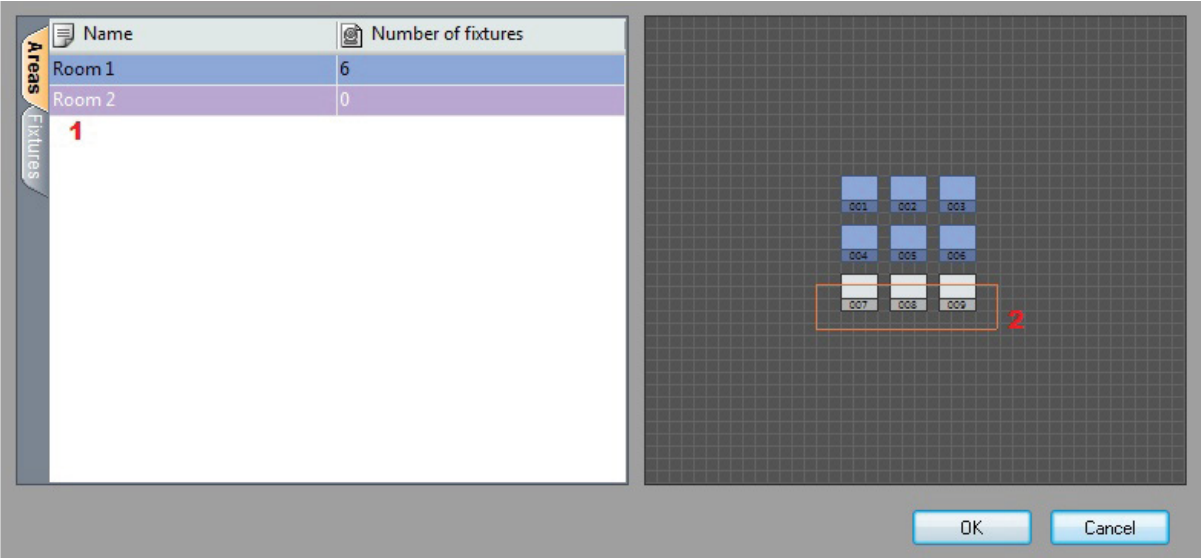 Areas
Fixtures
Name Number of fixtures
Room 1 6
Room 2 0
1
001 002 003
004 005 006
007 008 009
2
OK Cancel